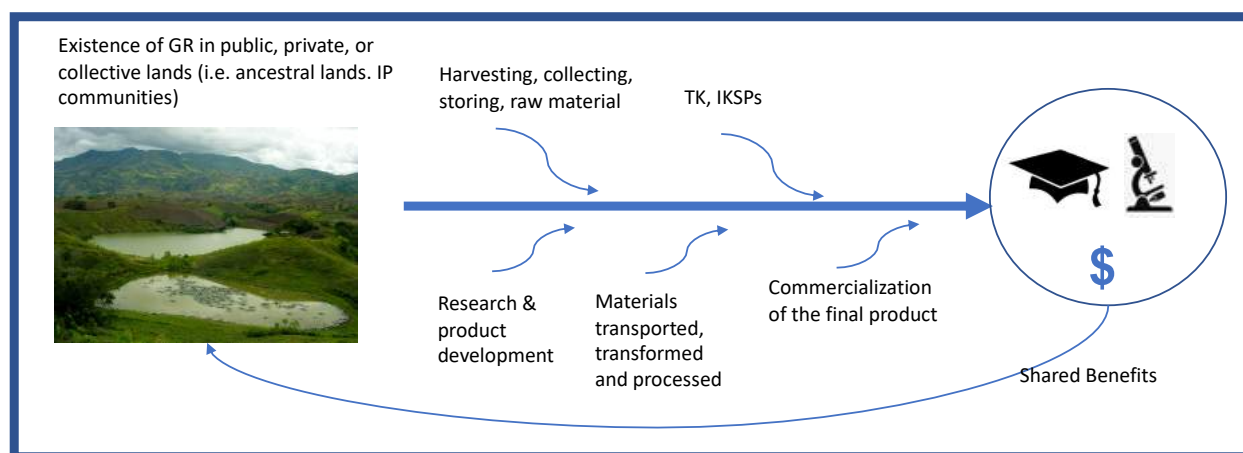 Existence of GR in public, private, or
collective lands (i.e. ancestral lands. IP
communities)
Harvesting, collecting,
storing, raw material
TK, IKSPs
Research &
product
development
Materials
transported,
transformed
and processed
Commercialization
of the final product
$
Shared Benefits